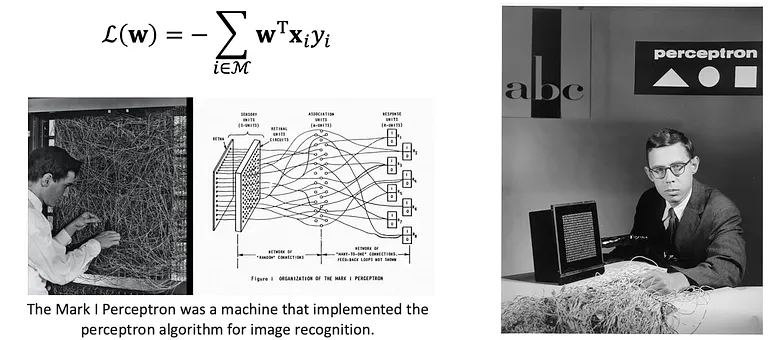 ℒ(w) = − ∑ wᵀxᵢyᵢ
i∈ℳ
abc
perceptron
SENSORY
UNITS
(S-UNITS)
ASSOCIATION
UNITS
(A-UNITS)
RESPONSE
UNITS
(R-UNITS)
RETINA
RETINAL
UNITS
CIRCUITS
NETWORK OF
"RANDOM" CONNECTIONS
NETWORK OF
"MANY-TO-ONE" CONNECTIONS,
FEED-BACK LOOPS NOT SHOWN
Figure I ORGANIZATION OF THE MARK I PERCEPTRON
The Mark I Perceptron was a machine that implemented the
perceptron algorithm for image recognition.